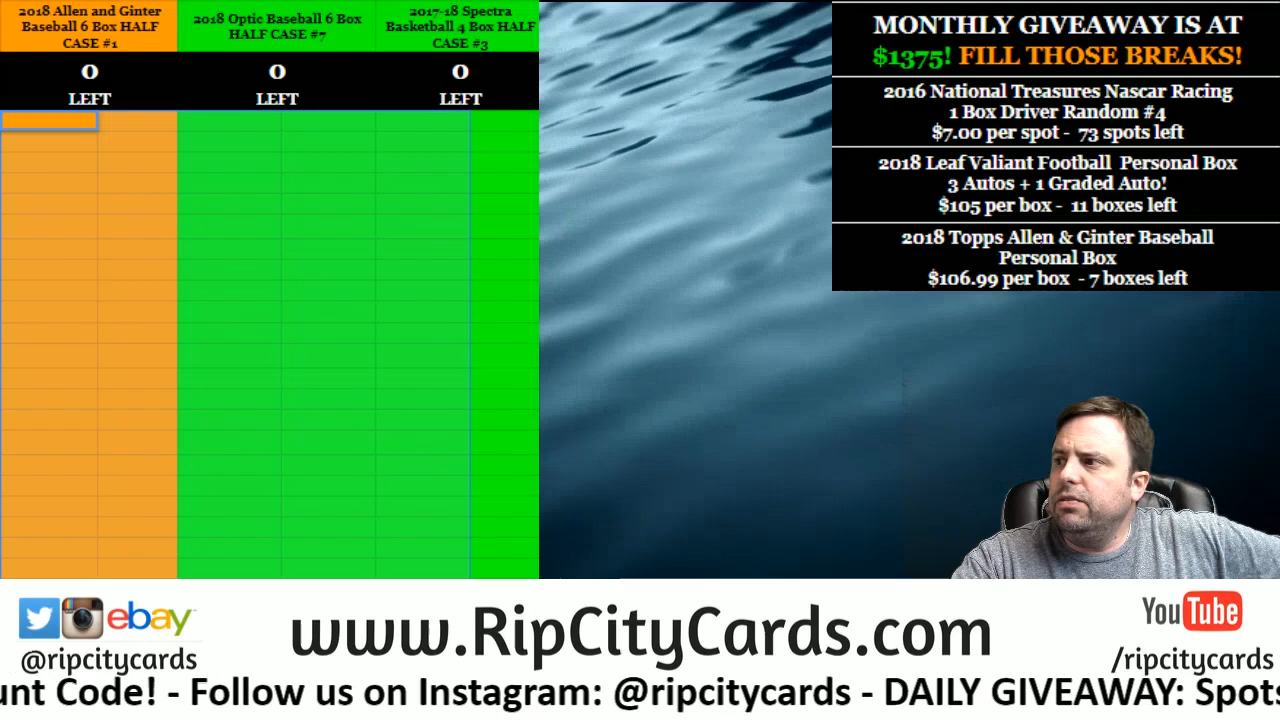 2018 Allen and Ginter
Baseball 6 Box HALF
CASE #1
0
LEFT
2018 Optic Baseball 6 Box
HALF CASE #7
0
LEFT
2017-18 Spectra
Basketball 4 Box HALF
CASE #3
0
LEFT
MONTHLY GIVEAWAY IS AT
$1375! FILL THOSE BREAKS!
2016 National Treasures Nascar Racing
1 Box Driver Random #4
$7.00 per spot - 73 spots left
2018 Leaf Valiant Football Personal Box
3 Autos + 1 Graded Auto!
$105 per box - 11 boxes left
2018 Topps Allen & Ginter Baseball
Personal Box
$106.99 per box - 7 boxes left
ebay
@ripcitycards
www.RipCityCards.com
YouTube
/ripcitycards
unt Code! - Follow us on Instagram: @ripcitycards - DAILY GIVEAWAY: Spots